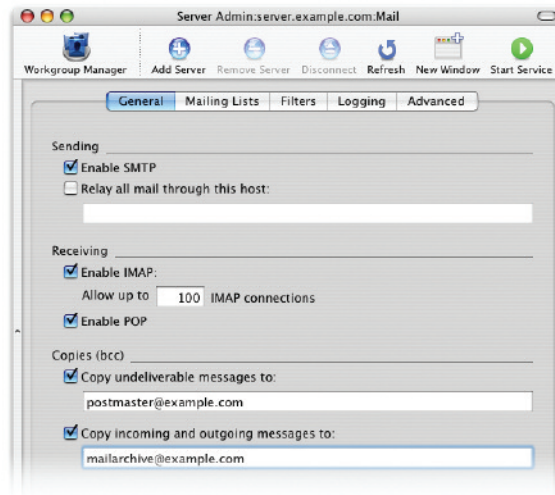 Server Admin:server.example.com:Mail
Workgroup Manager Add Server Remove Server Disconnect Refresh New Window Start Service
General Mailing Lists Filters Logging Advanced
Sending
Enable SMTP
Relay all mail through this host:
Receiving
Enable IMAP:
Allow up to 100 IMAP connections
Enable POP
Copies (bcc)
Copy undeliverable messages to:
postmaster@example.com
Copy incoming and outgoing messages to:
mailarchive@example.com